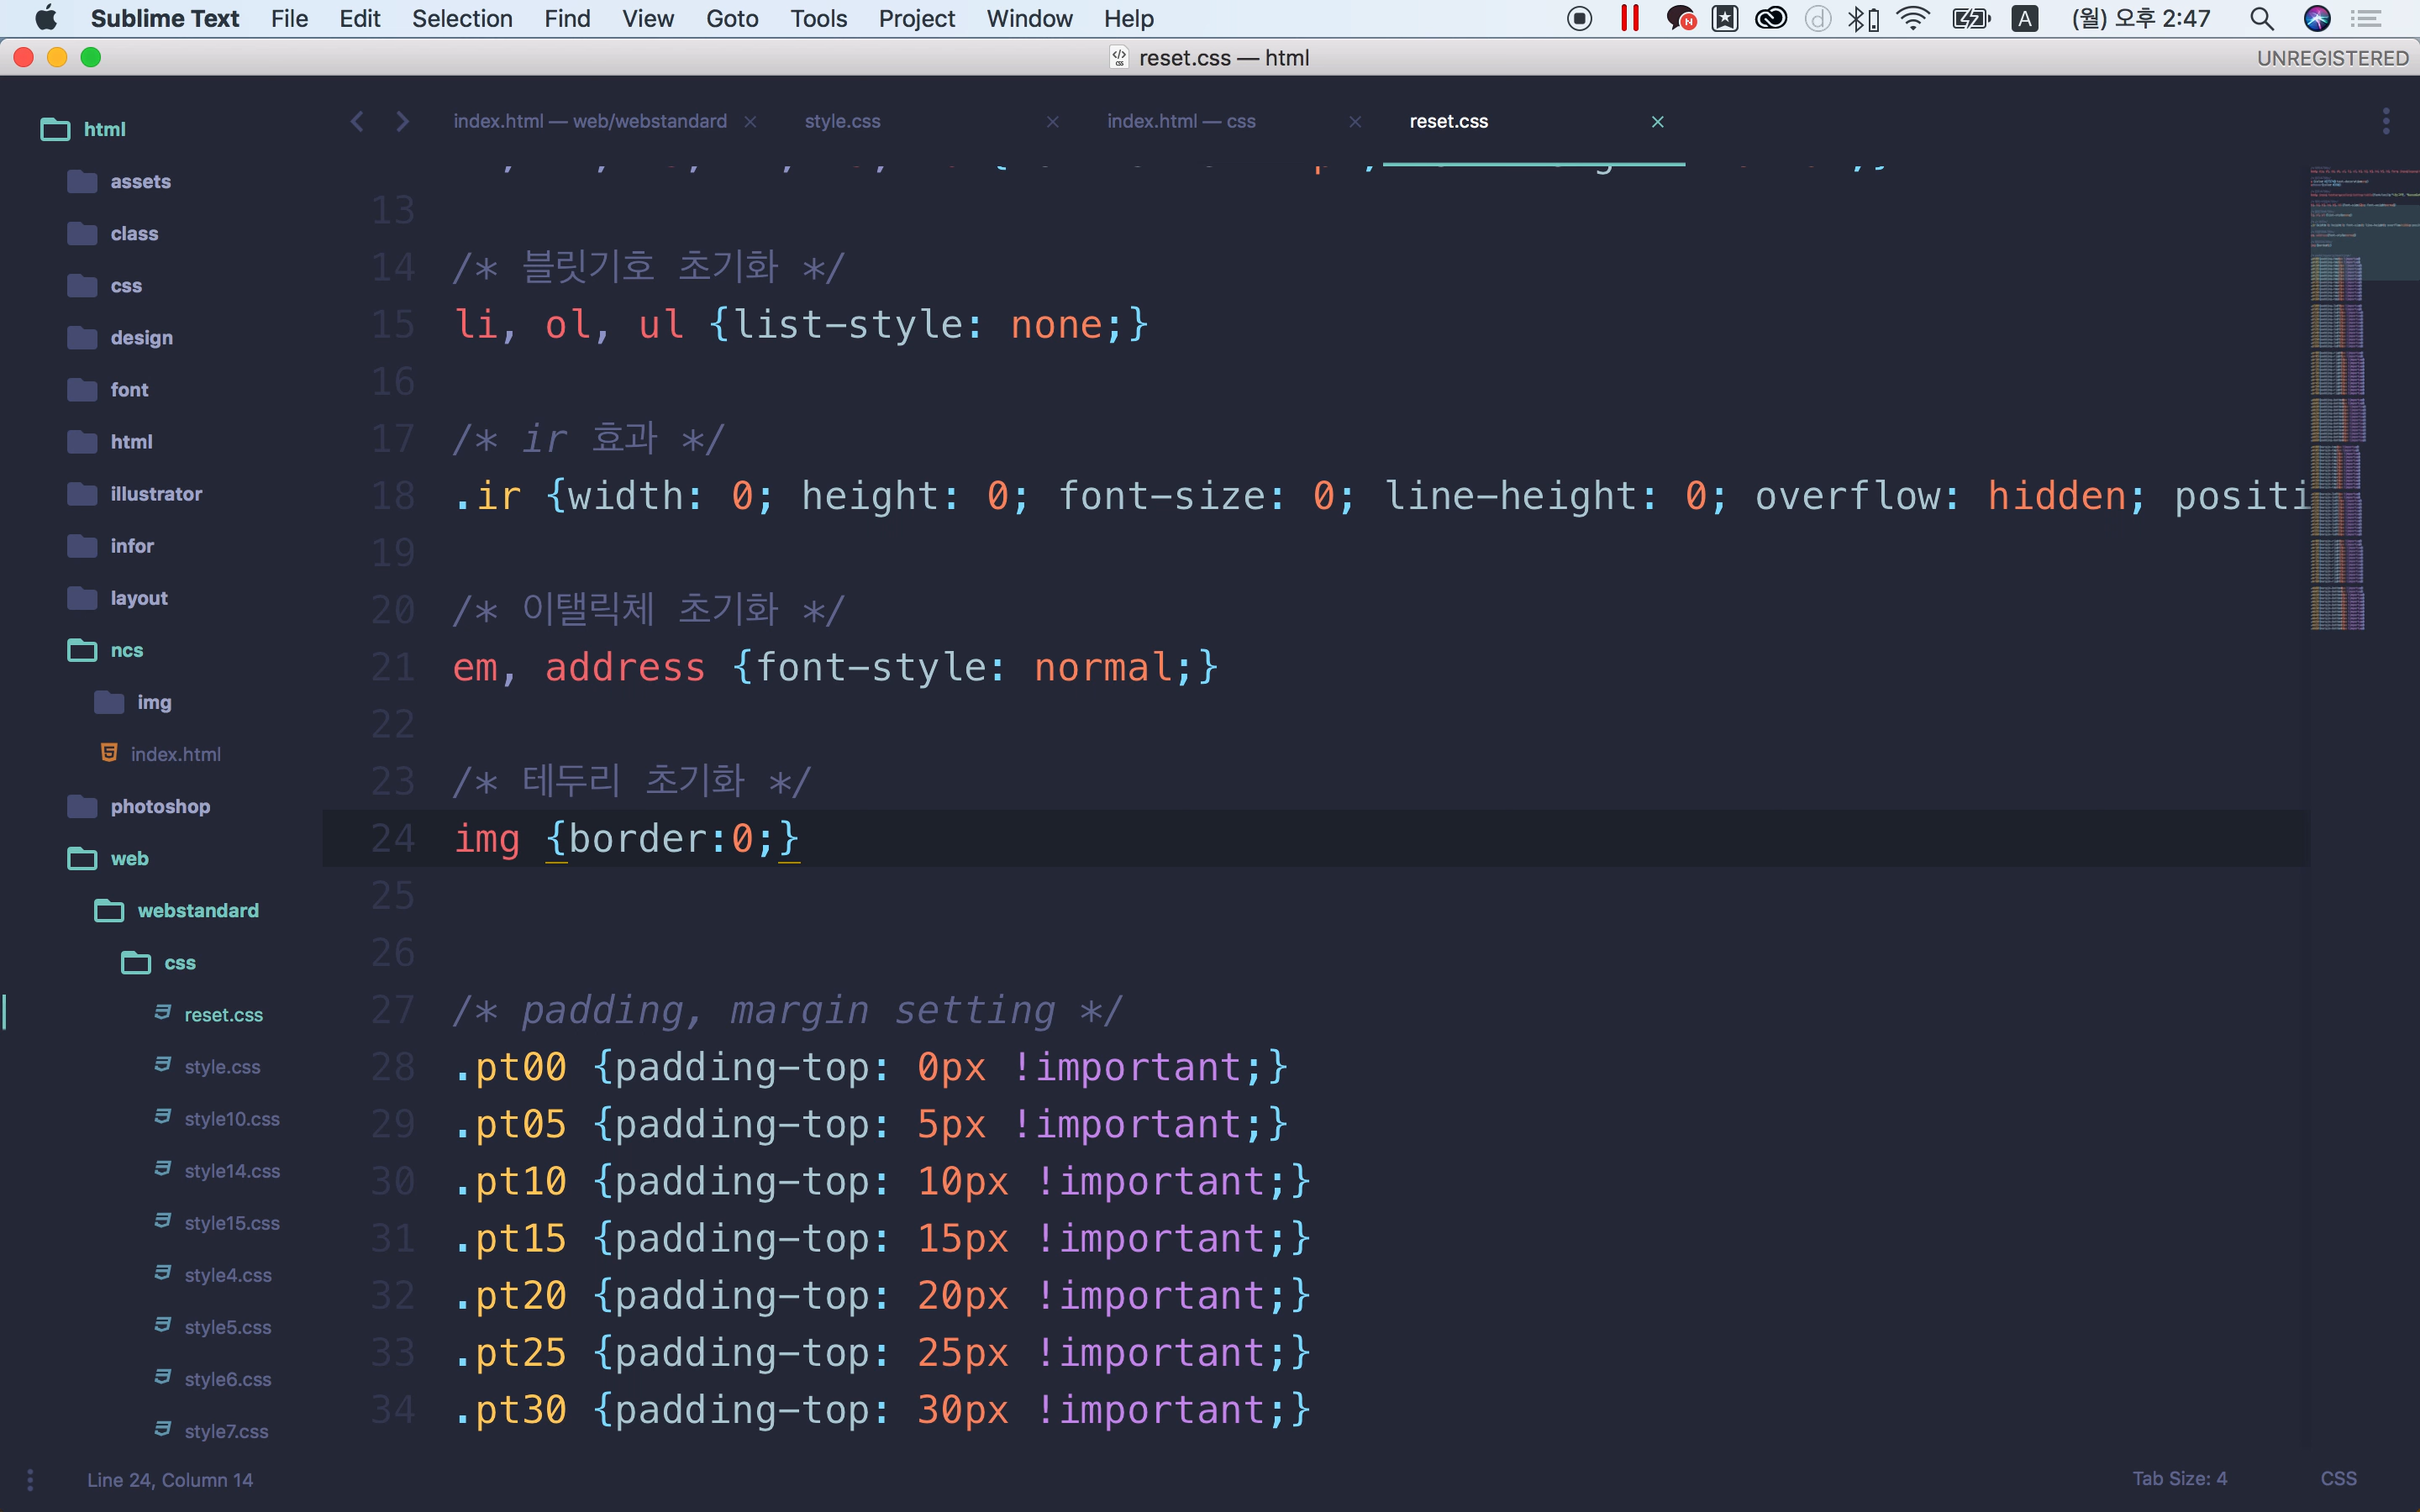 Sublime Text File Edit Selection Find View Goto Tools Project Window Help (월) 오후 2:47
reset.css — html UNREGISTERED
index.html — web/webstandard style.css index.html — css reset.css
html
assets
class
css
design
font
html
illustrator
infor
layout
ncs
img
index.html
photoshop
web
webstandard
css
reset.css
style.css
style10.css
style14.css
style15.css
style4.css
style5.css
style6.css
style7.css
13
14 /* 블릿기호 초기화 */
15 li, ol, ul {list-style: none;}
16
17 /* ir 효과 */
18 .ir {width: 0; height: 0; font-size: 0; line-height: 0; overflow: hidden; positi
19
20 /* 이탤릭체 초기화 */
21 em, address {font-style: normal;}
22
23 /* 테두리 초기화 */
24 img {border:0;}
25
26
27 /* padding, margin setting */
28 .pt00 {padding-top: 0px !important;}
29 .pt05 {padding-top: 5px !important;}
30 .pt10 {padding-top: 10px !important;}
31 .pt15 {padding-top: 15px !important;}
32 .pt20 {padding-top: 20px !important;}
33 .pt25 {padding-top: 25px !important;}
34 .pt30 {padding-top: 30px !important;}
Line 24, Column 14 Tab Size: 4 CSS